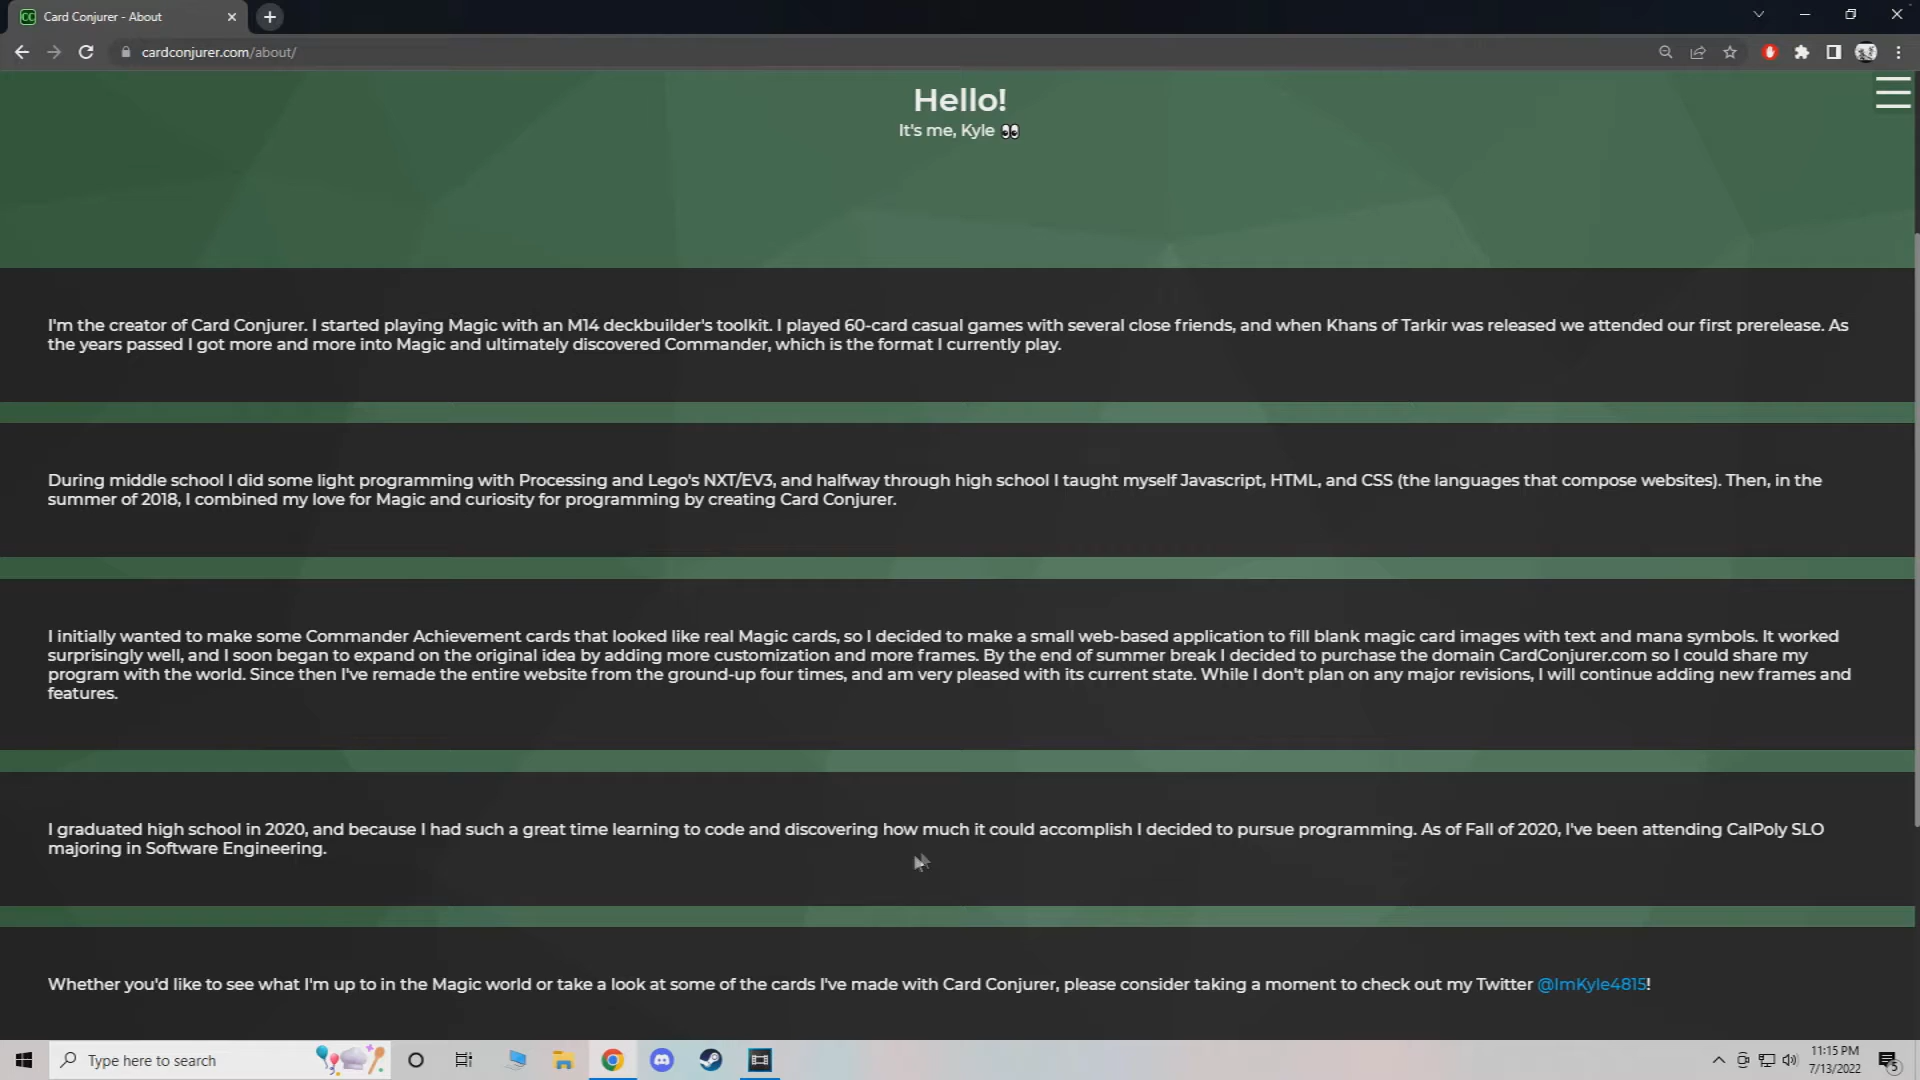 Card Conjurer - About
cardconjurer.com/about/
Hello!
It's me, Kyle 👀
I'm the creator of Card Conjurer. I started playing Magic with an M14 deckbuilder's toolkit. I played 60-card casual games with several close friends, and when Khans of Tarkir was released we attended our first prerelease. As
the years passed I got more and more into Magic and ultimately discovered Commander, which is the format I currently play.
During middle school I did some light programming with Processing and Lego's NXT/EV3, and halfway through high school I taught myself Javascript, HTML, and CSS (the languages that compose websites). Then, in the
summer of 2018, I combined my love for Magic and curiosity for programming by creating Card Conjurer.
I initially wanted to make some Commander Achievement cards that looked like real Magic cards, so I decided to make a small web-based application to fill blank magic card images with text and mana symbols. It worked
surprisingly well, and I soon began to expand on the original idea by adding more customization and more frames. By the end of summer break I decided to purchase the domain CardConjurer.com so I could share my
program with the world. Since then I've remade the entire website from the ground-up four times, and am very pleased with its current state. While I don't plan on any major revisions, I will continue adding new frames and
features.
I graduated high school in 2020, and because I had such a great time learning to code and discovering how much it could accomplish I decided to pursue programming. As of Fall of 2020, I've been attending CalPoly SLO
majoring in Software Engineering.
Whether you'd like to see what I'm up to in the Magic world or take a look at some of the cards I've made with Card Conjurer, please consider taking a moment to check out my Twitter @ImKyle4815!
Type here to search
11:15 PM
7/13/2022
5